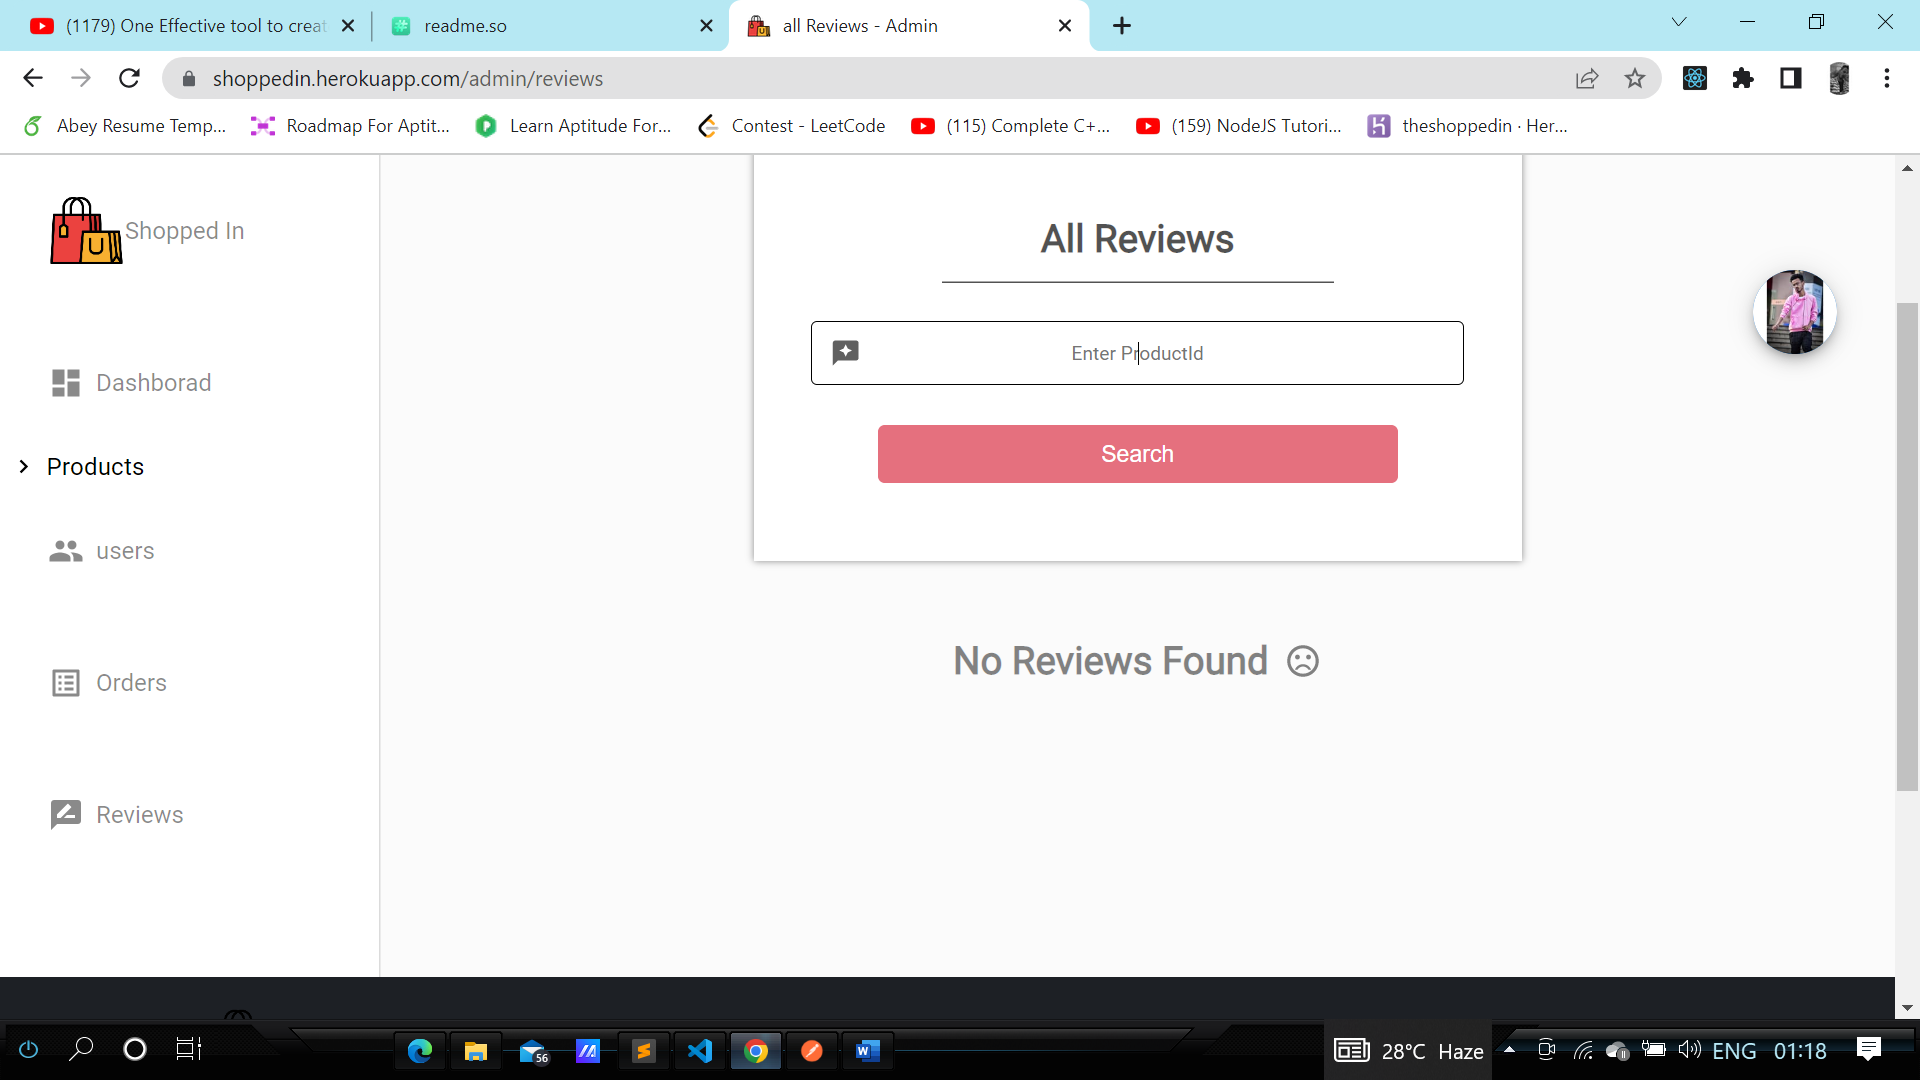 (1179) One Effective tool to creat
readme.so
all Reviews - Admin
shoppedin.herokuapp.com/admin/reviews
Abey Resume Temp...
Roadmap For Aptit...
Learn Aptitude For...
Contest - LeetCode
(115) Complete C+...
(159) NodeJS Tutori...
theshoppedin · Her...
Shopped In
Dashborad
Products
users
Orders
Reviews
All Reviews
Enter ProductId
Search
No Reviews Found
56
28°C Haze
ENG
01:18